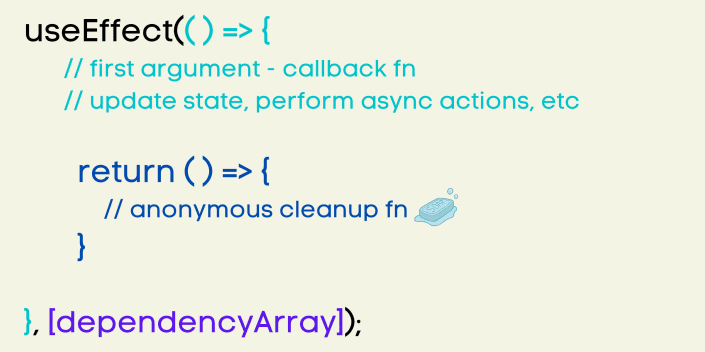 useEffect(() => {
// first argument - callback fn
// update state, perform async actions, etc
return () => {
// anonymous cleanup fn
}
}, [dependencyArray]);